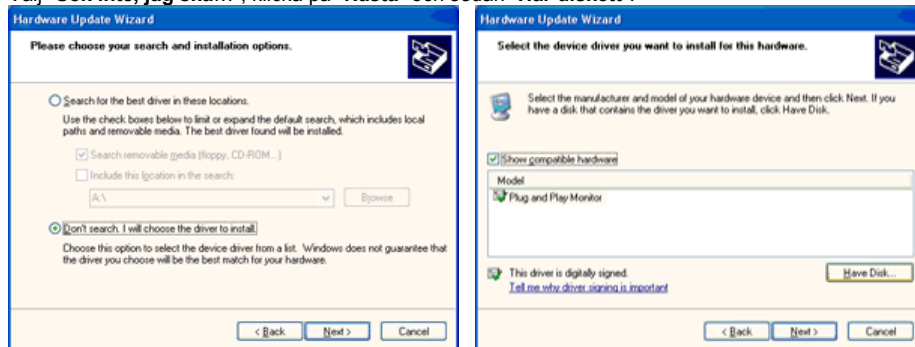 Hardware Update Wizard
Please choose your search and installation options.
Search for the best driver in these locations.
Use the check boxes below to limit or expand the default search, which includes local
paths and removable media. The best driver found will be installed.
Search removable media (floppy, CD-ROM...)
Include this location in the search:
A:\
Browse
Don't search. I will choose the driver to install.
Choose this option to select the device driver from a list. Windows does not guarantee that
the driver you choose will be the best match for your hardware.
< Back Next > Cancel
Hardware Update Wizard
Select the device driver you want to install for this hardware.
Select the manufacturer and model of your hardware device and then click Next. If you
have a disk that contains the driver you want to install, click Have Disk.
Show compatible hardware
Model
Plug and Play Monitor
This driver is digitally signed.
Have Disk...
Tell me why driver signing is important
< Back Next > Cancel